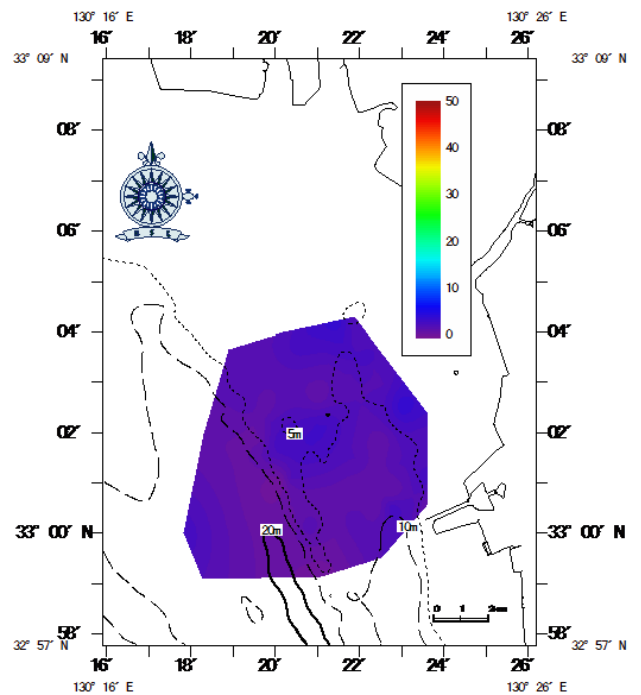 130° 16′ E 130° 26′ E
16′ 18′ 20′ 22′ 24′ 26′
33° 09′ N 33° 09′ N
50
08′ 08′
40
30
06′ 06′
20
10
04′ 04′
0
02′ 5m 02′
33° 00′ N 20m 10m 33° 00′ N
0 1 2km
58′ 58′
32° 57′ N 32° 57′ N
16′ 18′ 20′ 22′ 24′ 26′
130° 16′ E 130° 26′ E